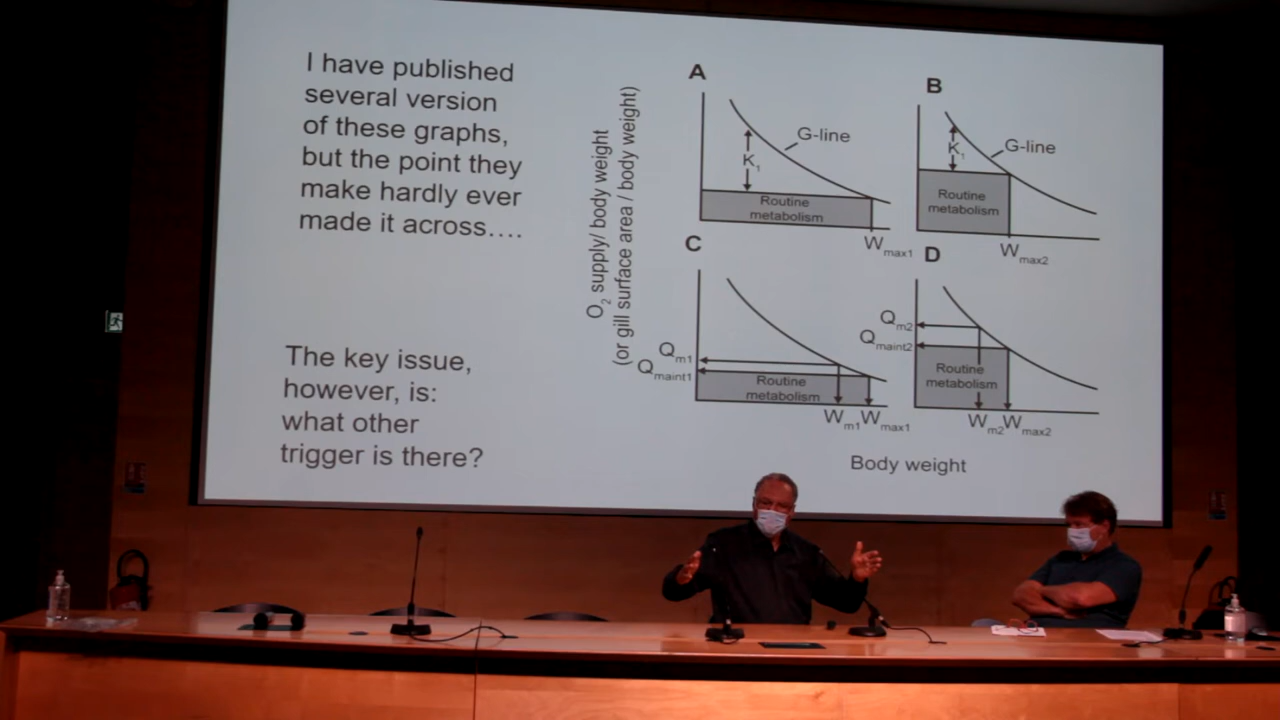 I have published
several version
of these graphs,
but the point they
make hardly ever
made it across….
The key issue,
however, is:
what other
trigger is there?
O2 supply/ body weight
(or gill surface area / body weight)
A
K1
G-line
Routine
metabolism
Wmax1
B
K1
G-line
Routine
metabolism
Wmax2
C
Qm1
Qmaint1
Routine
metabolism
Wm1 Wmax1
D
Qm2
Qmaint2
Routine
metabolism
Wm2 Wmax2
Body weight